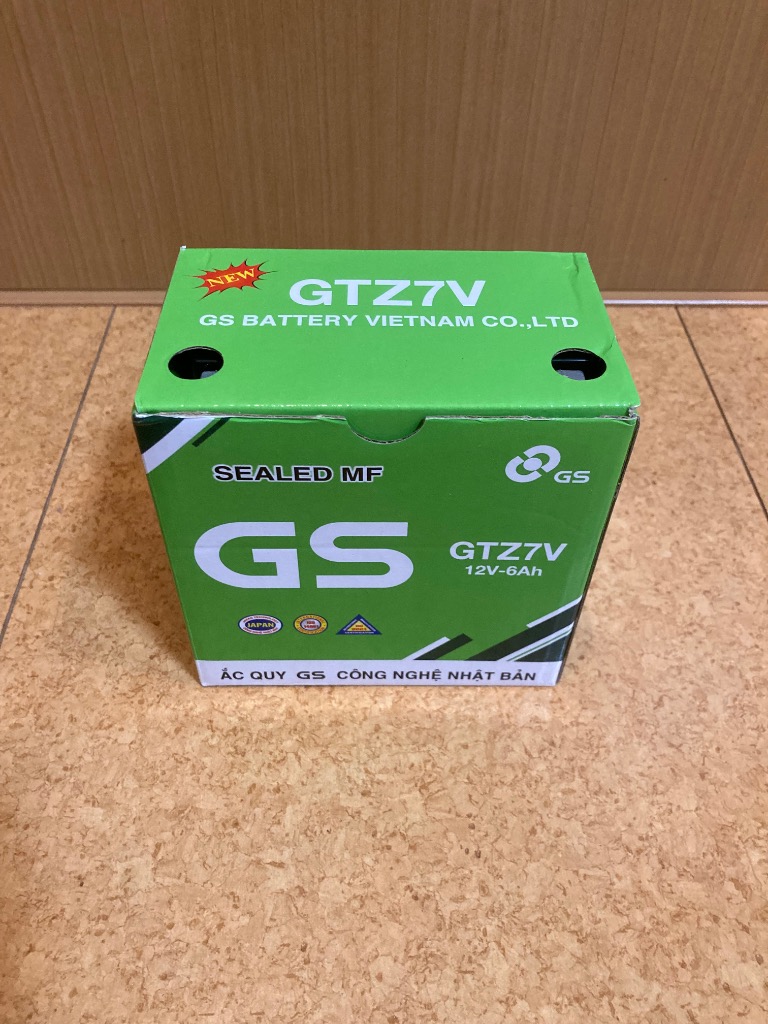 NEW
GTZ7V
GS BATTERY VIETNAM CO.,LTD
SEALED MF
GS
GS
GTZ7V
12V-6Ah
JAPAN
ẮC QUY GS CÔNG NGHỆ NHẬT BẢN